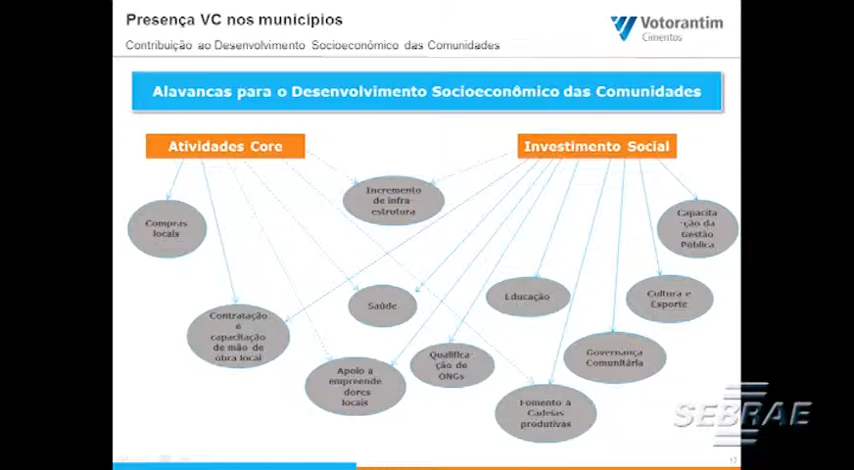 Presença VC nos municípios
Votorantim
Cimentos
Contribuição ao Desenvolvimento Socioeconômico das Comunidades
Alavancas para o Desenvolvimento Socioeconômico das Comunidades
Atividades Core
Investimento Social
Incremento
de infra-
estrutura
Compras
locais
Capacita
-ção da
Gestão
Pública
Saúde
Educação
Cultura e
Esporte
Contratação
e
capacitação
de mão de
obra local
Apoio a
empreende
dores
locais
Qualifica-
ção de
ONGs
Governança
Comunitária
Fomento à
Cadeias
produtivas
SEBRAE